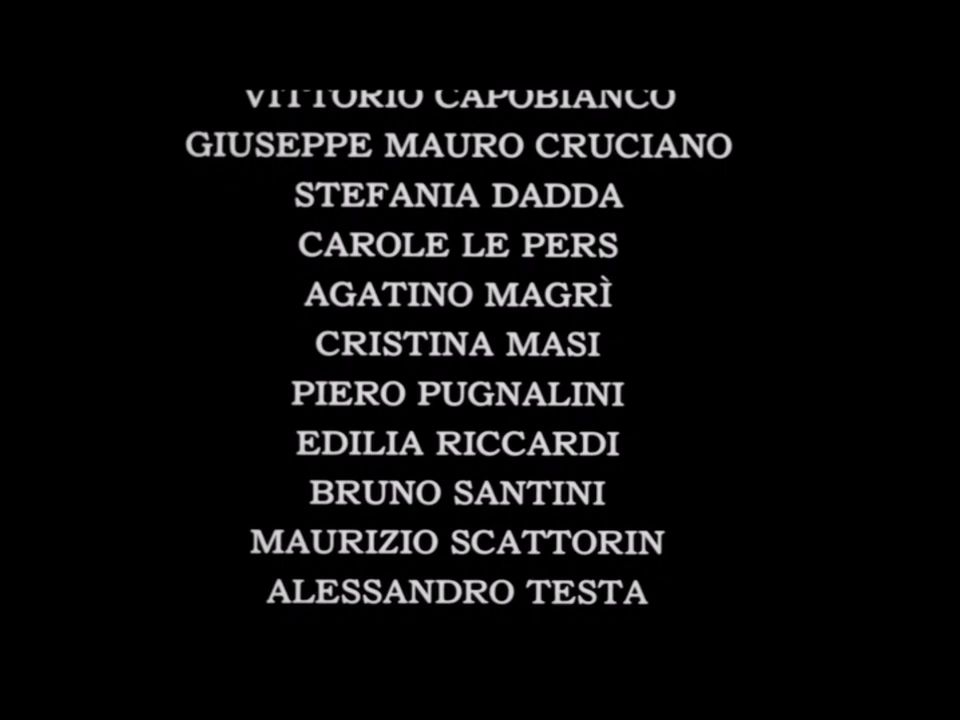 VITTORIO CAPOBIANCO
GIUSEPPE MAURO CRUCIANO
STEFANIA DADDA
CAROLE LE PERS
AGATINO MAGRÌ
CRISTINA MASI
PIERO PUGNALINI
EDILIA RICCARDI
BRUNO SANTINI
MAURIZIO SCATTORIN
ALESSANDRO TESTA